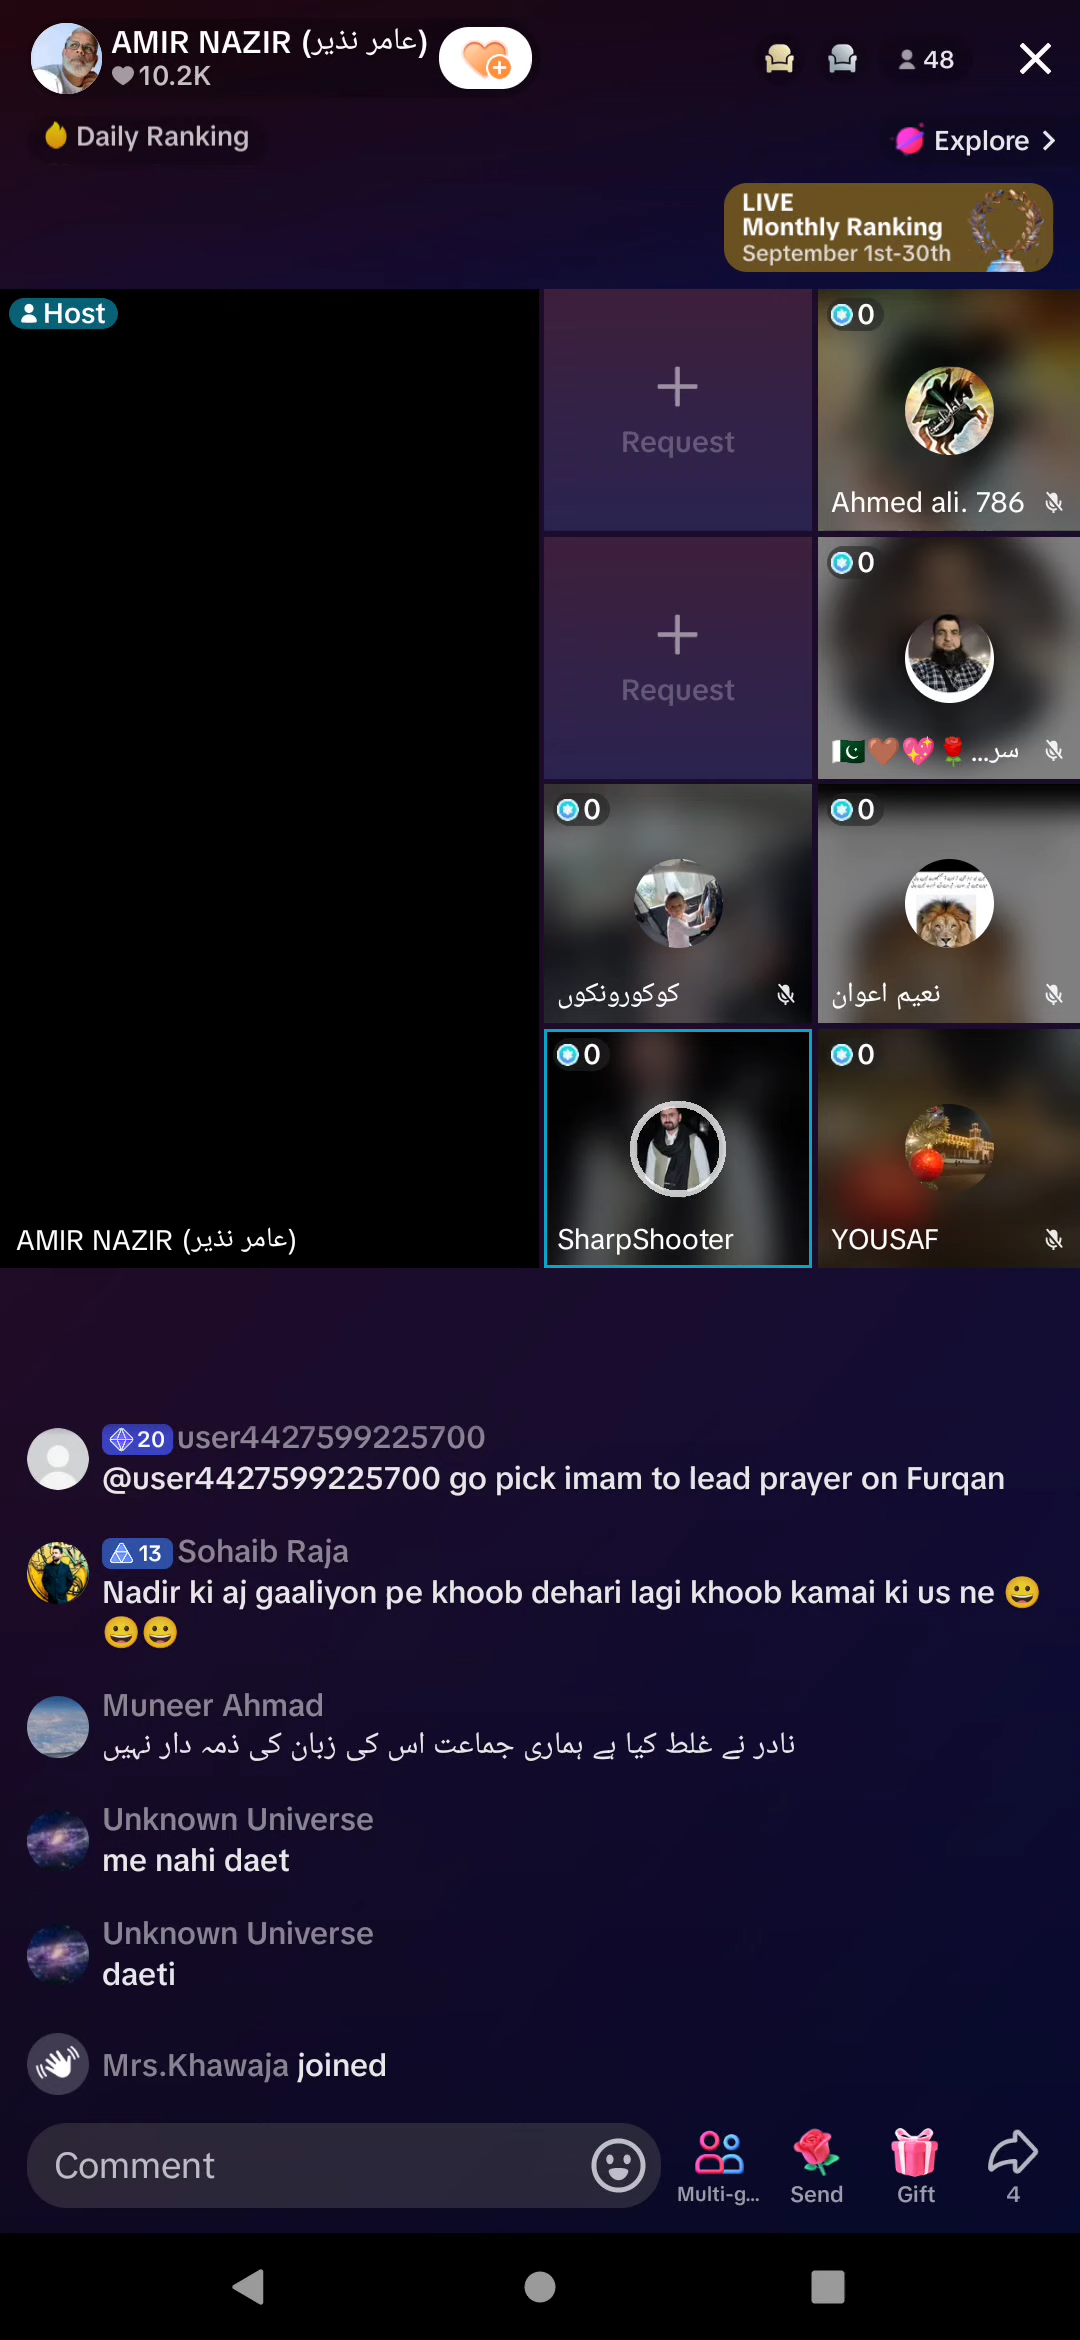 AMIR NAZIR (عامر نذیر)
10.2K
48
Daily Ranking
Explore
LIVE
Monthly Ranking
September 1st-30th
Host
Request
0
Ahmed ali. 786
Request
0
سر...🌹💖🤎🇵🇰
0
کوکورونکوں
0
نعیم اعوان
0
SharpShooter
0
YOUSAF
AMIR NAZIR (عامر نذیر)
20 user4427599225700
@user4427599225700 go pick imam to lead prayer on Furqan
13 Sohaib Raja
Nadir ki aj gaaliyon pe khoob dehari lagi khoob kamai ki us ne 😀
😀😀
Muneer Ahmad
نادر نے غلط کیا ہے ہماری جماعت اس کی زبان کی ذمہ دار نہیں
Unknown Universe
me nahi daet
Unknown Universe
daeti
Mrs.Khawaja joined
Comment
Multi-g...
Send
Gift
4